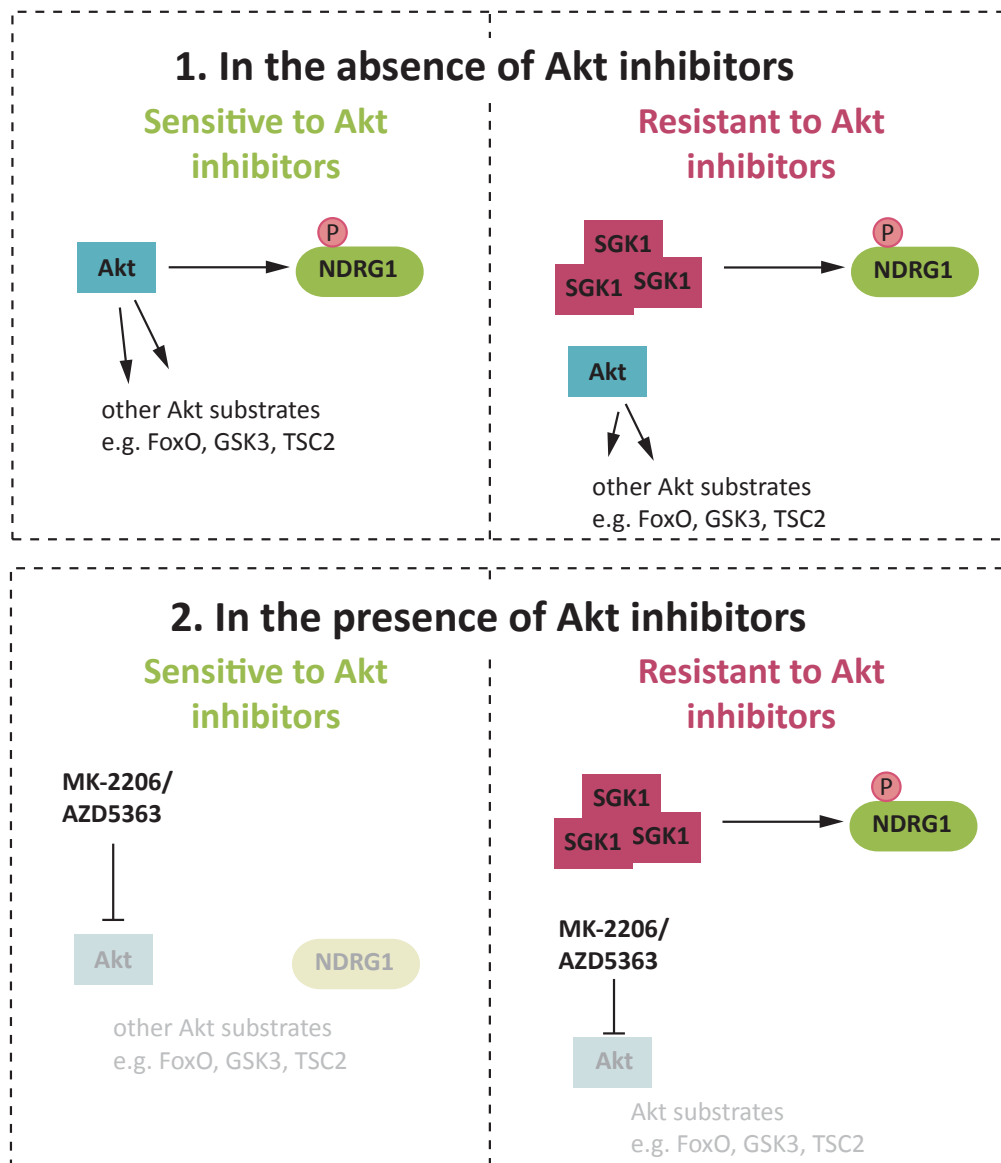 1. In the absence of Akt inhibitors
Sensitive to Akt
inhibitors
P
Akt
NDRG1
other Akt substrates
e.g. FoxO, GSK3, TSC2
Resistant to Akt
inhibitors
SGK1
SGK1
SGK1
P
NDRG1
Akt
other Akt substrates
e.g. FoxO, GSK3, TSC2
2. In the presence of Akt inhibitors
Sensitive to Akt
inhibitors
MK-2206/
AZD5363
Akt
NDRG1
other Akt substrates
e.g. FoxO, GSK3, TSC2
Resistant to Akt
inhibitors
SGK1
SGK1
SGK1
P
NDRG1
MK-2206/
AZD5363
Akt
Akt substrates
e.g. FoxO, GSK3, TSC2